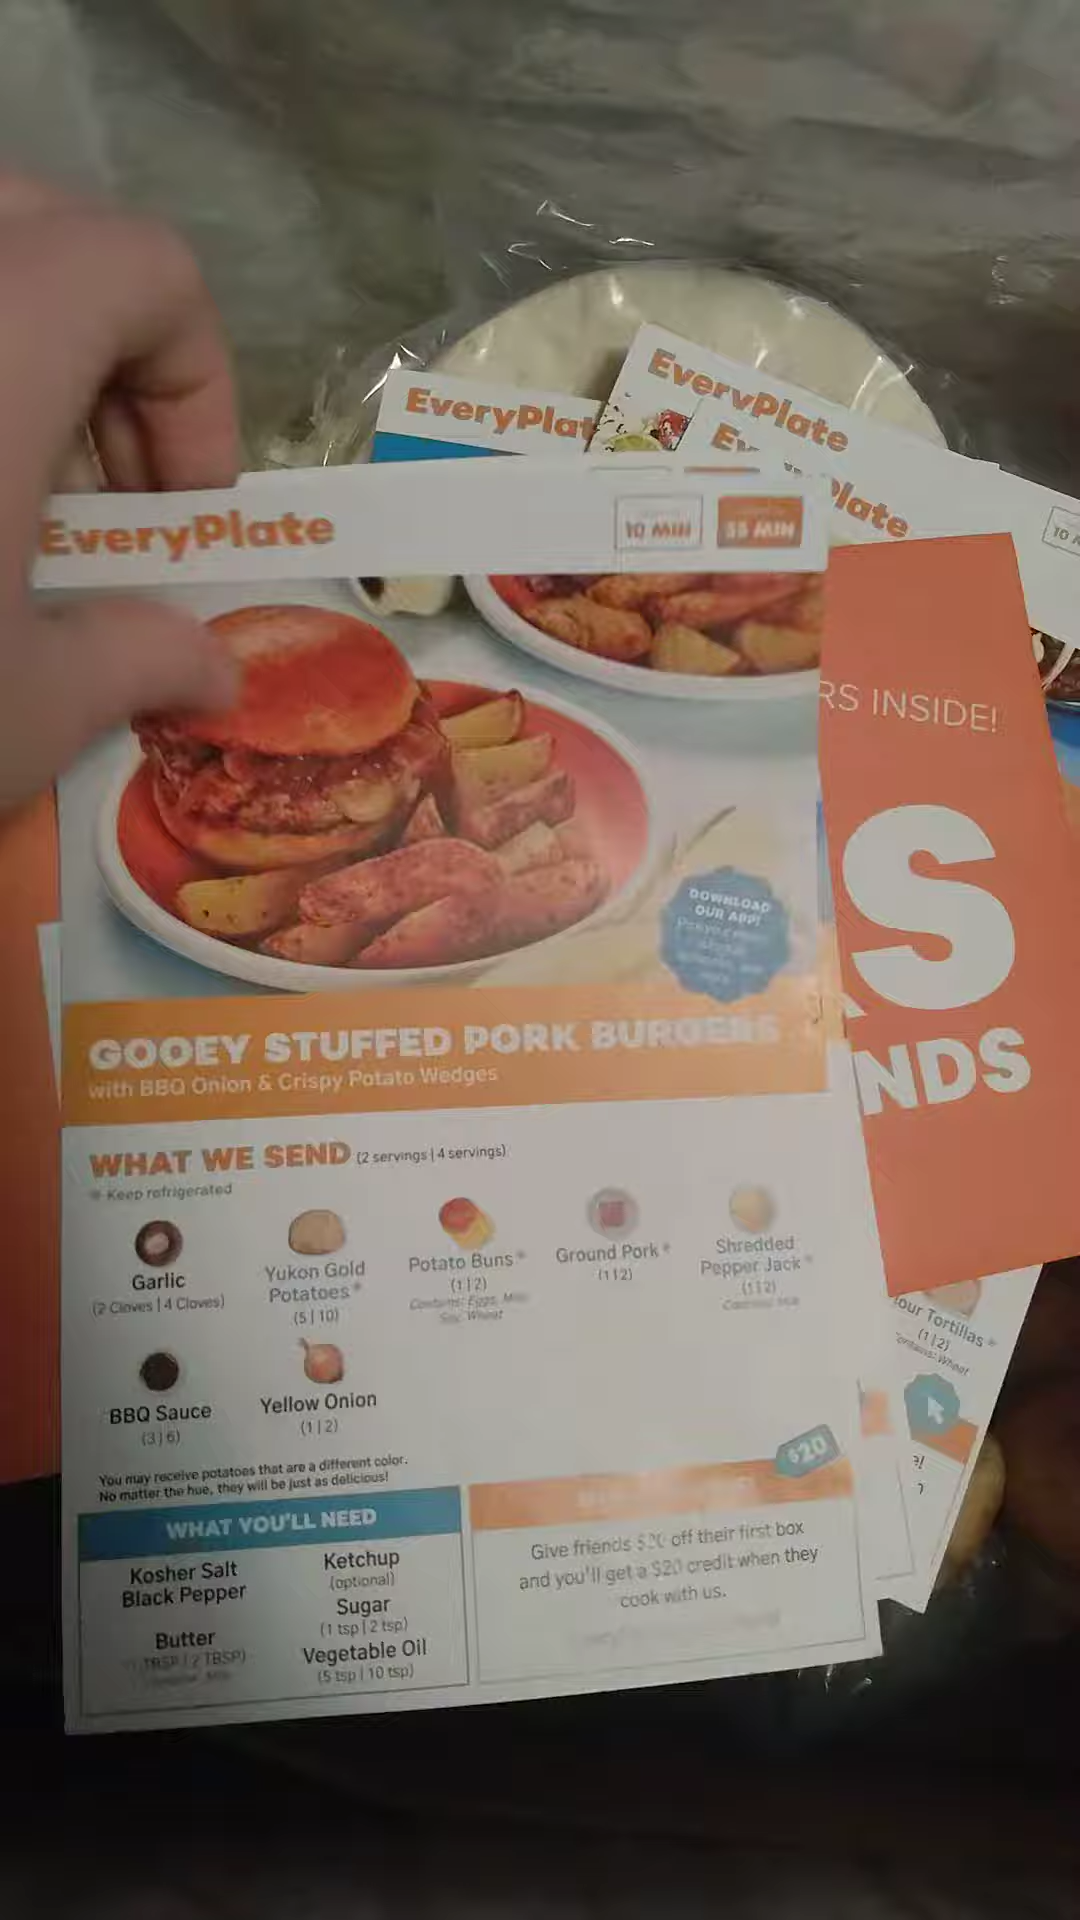 EveryPlate
EveryPlat
EveryPlate
10 MIN
35 MIN
RS INSIDE!
S
NDS
DOWNLOAD
OUR APP!
GOOEY STUFFED PORK BURGERS
with BBQ Onion & Crispy Potato Wedges
WHAT WE SEND (2 servings | 4 servings)
* Keep refrigerated
Garlic
(2 Cloves | 4 Cloves)
Yukon Gold
Potatoes*
(5 | 10)
Potato Buns*
(1 | 2)
Contains: Eggs, Milk,
Soy, Wheat
Ground Pork*
(1 | 2)
Shredded
Pepper Jack*
(1 | 2)
Contains: Milk
BBQ Sauce
(3 | 6)
Yellow Onion
(1 | 2)
You may receive potatoes that are a different color.
No matter the hue, they will be just as delicious!
WHAT YOU'LL NEED
Kosher Salt
Black Pepper
Butter
TBSP | 2 TBSP)
Ketchup
(optional)
Sugar
(1 tsp | 2 tsp)
Vegetable Oil
(5 tsp | 10 tsp)
$20
Give friends $20 off their first box
and you'll get a $20 credit when they
cook with us.
our Tortillas*
(1 | 2)
Contains: Wheat